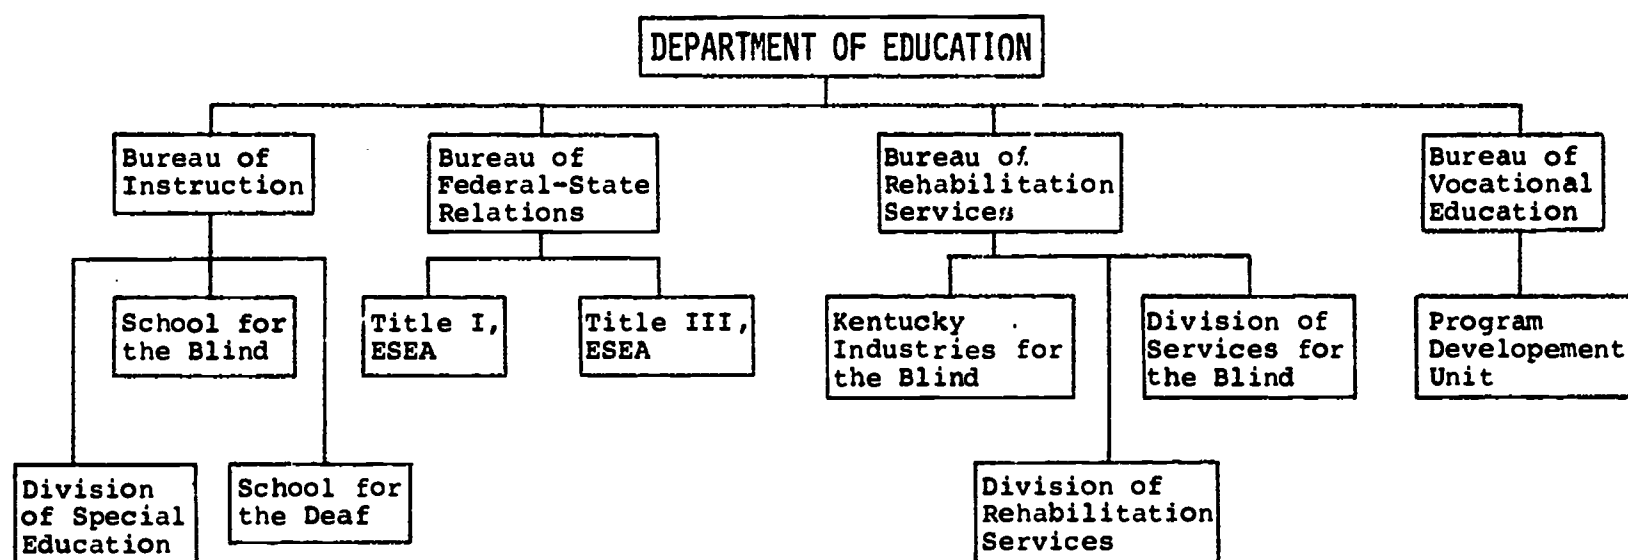 DEPARTMENT OF EDUCATION
Bureau of
Instruction
Bureau of
Federal-State
Relations
Bureau of
Rehabilitation
Services
Bureau of
Vocational
Education
School for
the Blind
Title I,
ESEA
Title III,
ESEA
Kentucky
Industries for
the Blind
Division of
Services for
the Blind
Program
Developement
Unit
Division
of Special
Education
School for
the Deaf
Division of
Rehabilitation
Services